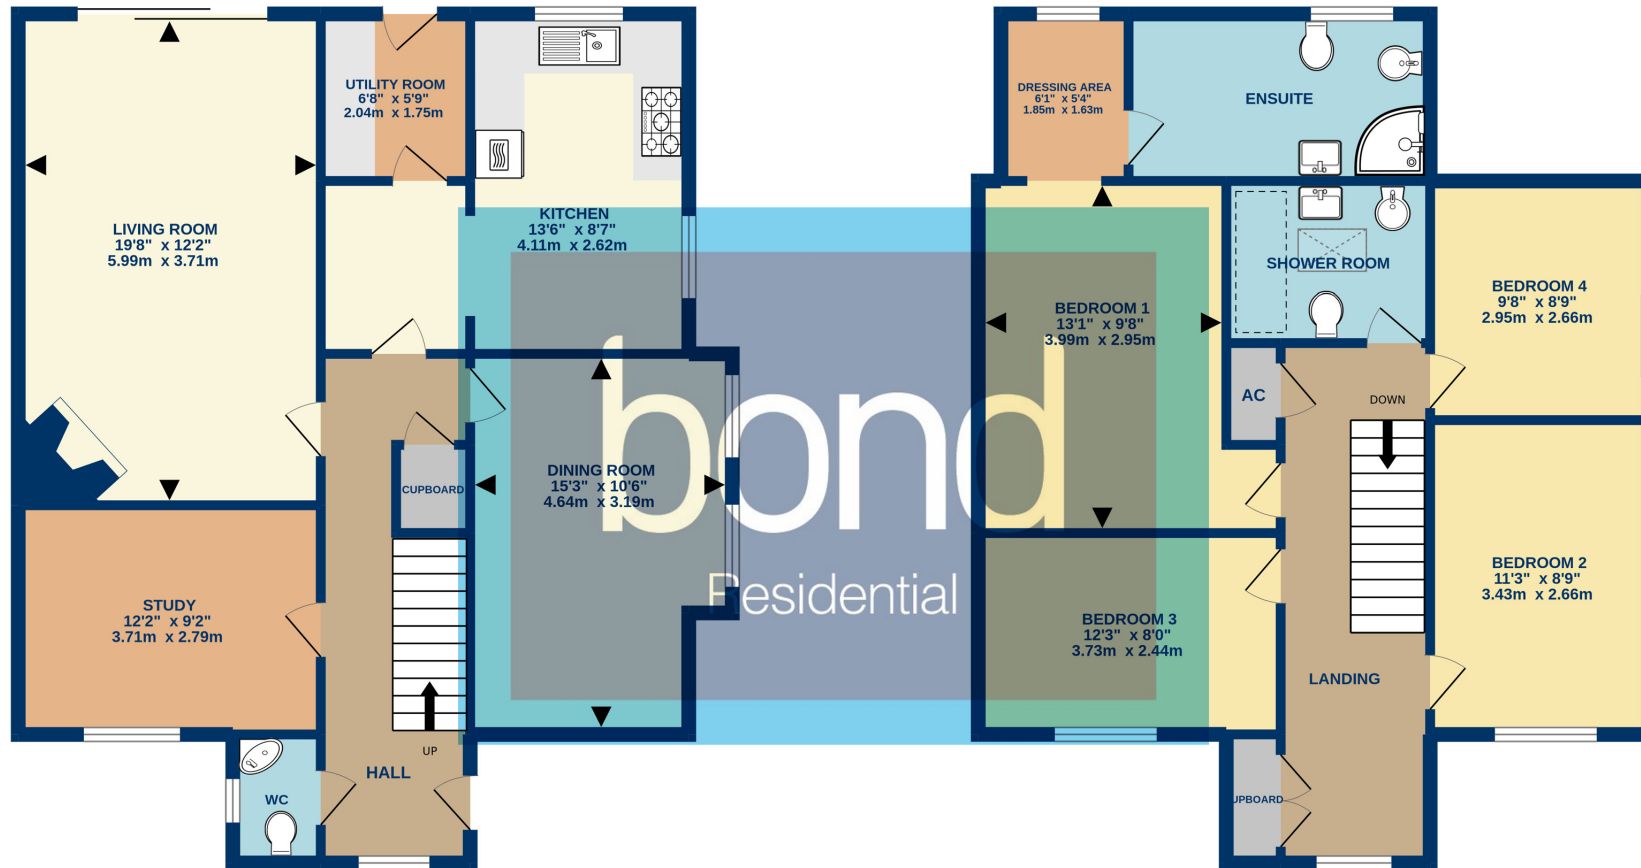 UTILITY ROOM
6'8" x 5'9"
2.04m x 1.75m
LIVING ROOM
19'8" x 12'2"
5.99m x 3.71m
KITCHEN
13'6" x 8'7"
4.11m x 2.62m
CUPBOARD
DINING ROOM
15'3" x 10'6"
4.64m x 3.19m
STUDY
12'2" x 9'2"
3.71m x 2.79m
UP
HALL
WC
bond
Residential
DRESSING AREA
6'1" x 5'4"
1.85m x 1.63m
ENSUITE
SHOWER ROOM
BEDROOM 4
9'8" x 8'9"
2.95m x 2.66m
BEDROOM 1
13'1" x 9'8"
3.99m x 2.95m
AC
DOWN
BEDROOM 2
11'3" x 8'9"
3.43m x 2.66m
BEDROOM 3
12'3" x 8'0"
3.73m x 2.44m
LANDING
UPBOARD